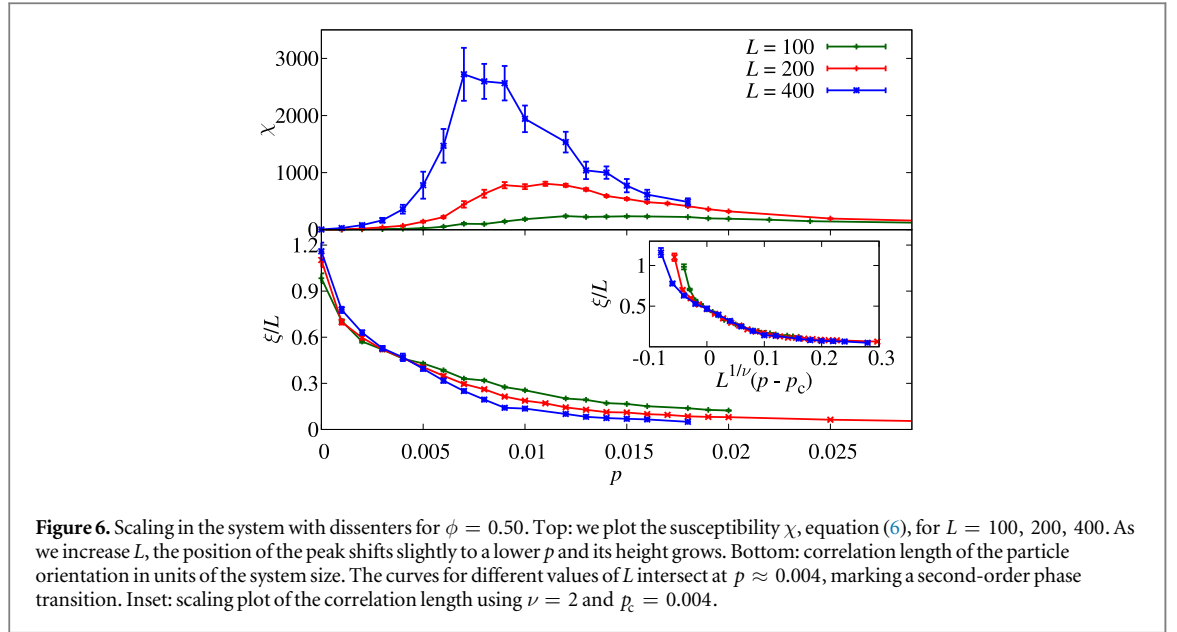 L = 100
L = 200
L = 400
3000
2000
1000
0
χ
1.2
0.9
0.6
0.3
0
ξ/L
1
0.5
ξ/L
-0.1 0 0.1 0.2 0.3
L^{1/ν}(p - p_c)
0 0.005 0.01 0.015 0.02 0.025
p
Figure 6. Scaling in the system with dissenters for ϕ = 0.50. Top: we plot the susceptibility χ, equation (6), for L = 100, 200, 400. As
we increase L, the position of the peak shifts slightly to a lower p and its height grows. Bottom: correlation length of the particle
orientation in units of the system size. The curves for different values of L intersect at p ≈ 0.004, marking a second-order phase
transition. Inset: scaling plot of the correlation length using ν = 2 and p_c = 0.004.